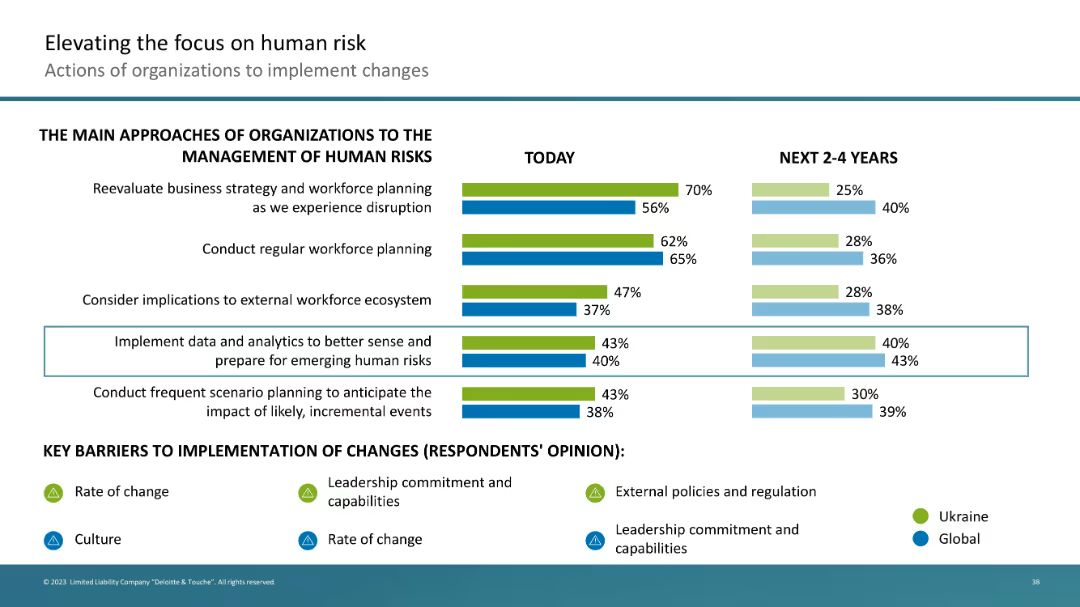 Elevating the focus on human risk
Actions of organizations to implement changes
THE MAIN APPROACHES OF ORGANIZATIONS TO THE
MANAGEMENT OF HUMAN RISKS
TODAY
NEXT 2-4 YEARS
Reevaluate business strategy and workforce planning
as we experience disruption
70%
56%
25%
40%
Conduct regular workforce planning
62%
65%
28%
36%
Consider implications to external workforce ecosystem
47%
37%
28%
38%
Implement data and analytics to better sense and
prepare for emerging human risks
43%
40%
40%
43%
Conduct frequent scenario planning to anticipate the
impact of likely, incremental events
43%
38%
30%
39%
KEY BARRIERS TO IMPLEMENTATION OF CHANGES (RESPONDENTS' OPINION):
Rate of change
Leadership commitment and
capabilities
External policies and regulation
Culture
Rate of change
Leadership commitment and
capabilities
Ukraine
Global
© 2023 Limited Liability Company "Deloitte & Touche". All rights reserved.
38